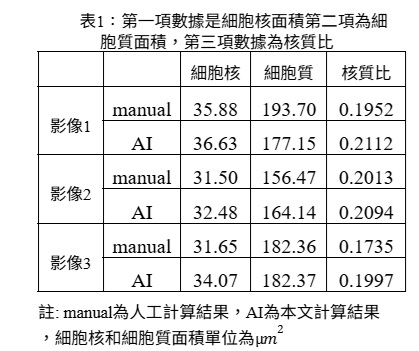 表1：第一項數據是細胞核面積第二項為細
胞質面積，第三項數據為核質比
細胞核 細胞質 核質比
影像1 manual 35.88 193.70 0.1952
AI 36.63 177.15 0.2112
影像2 manual 31.50 156.47 0.2013
AI 32.48 164.14 0.2094
影像3 manual 31.65 182.36 0.1735
AI 34.07 182.37 0.1997
註: manual為人工計算結果，AI為本文計算結果
，細胞核和細胞質面積單位為μm²